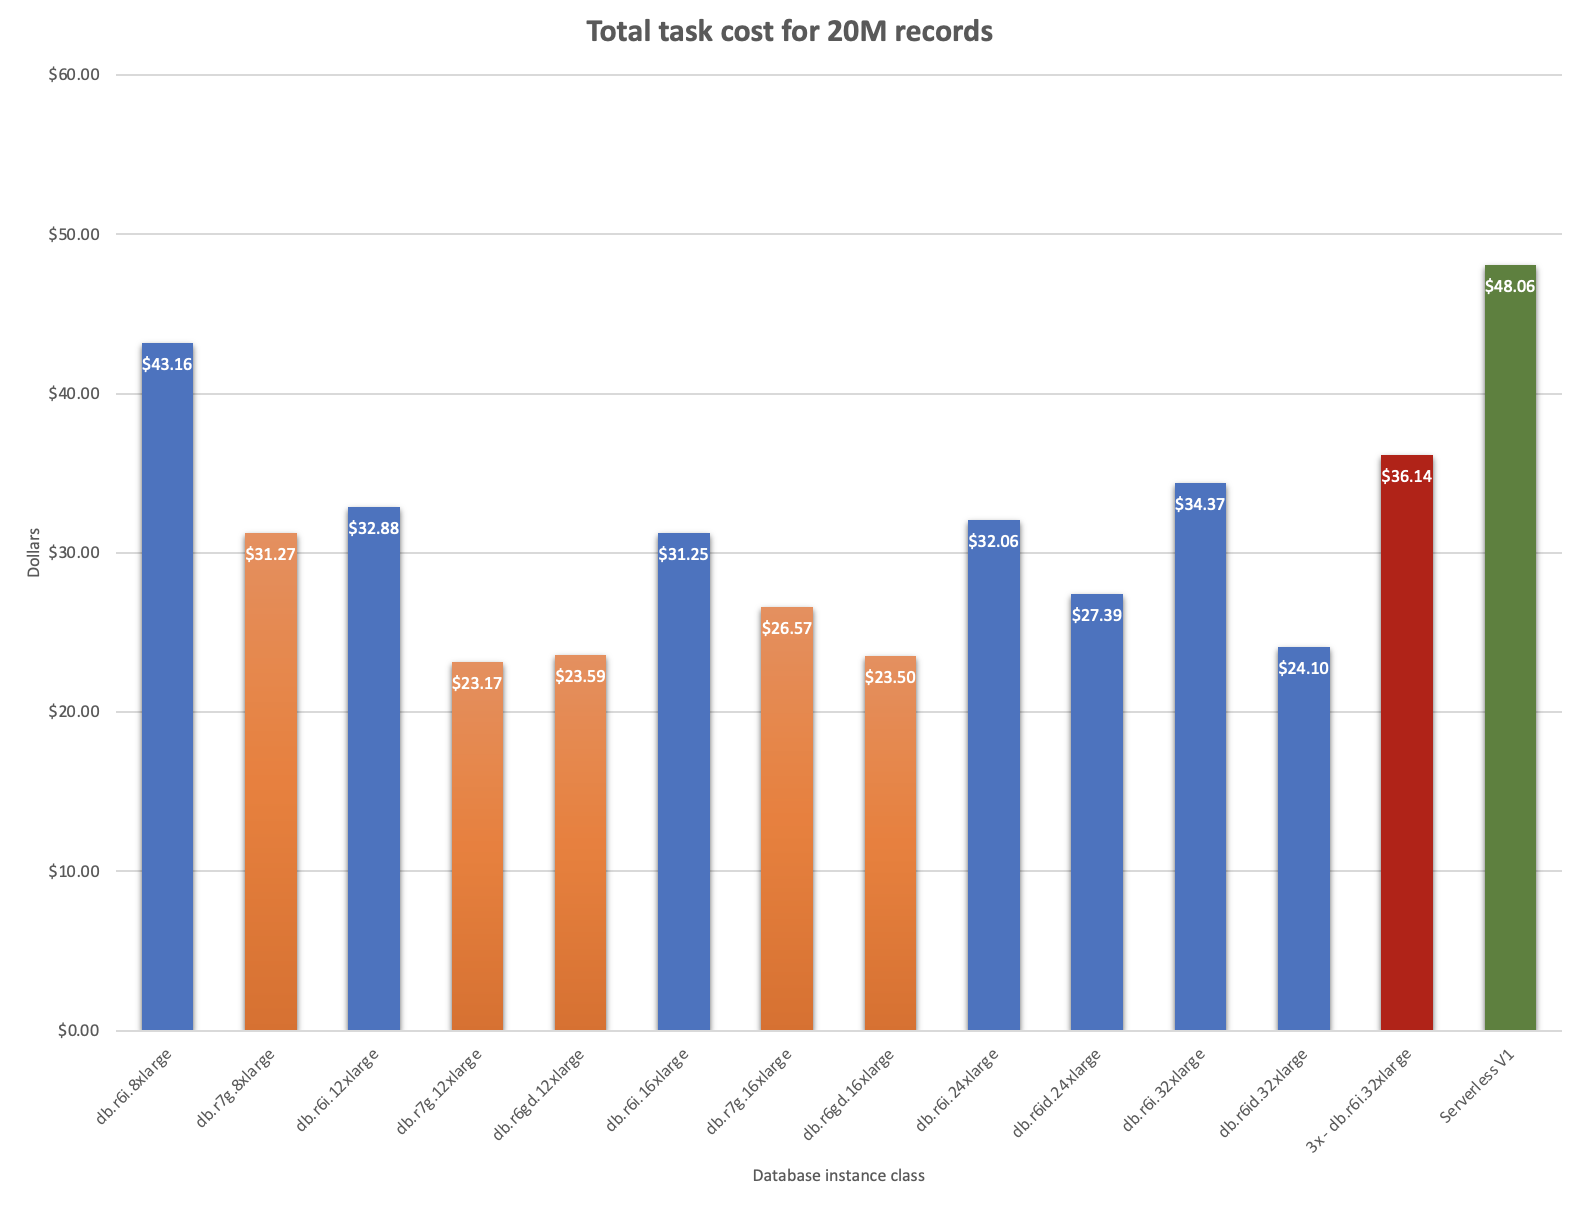 Total task cost for 20M records
$60.00
$50.00
$40.00
$30.00
$20.00
$10.00
$0.00
Dollars
$43.16
$31.27
$32.88
$23.17
$23.59
$31.25
$26.57
$23.50
$32.06
$27.39
$34.37
$24.10
$36.14
$48.06
db.r6i.8xlarge
db.r7g.8xlarge
db.r6i.12xlarge
db.r7g.12xlarge
db.r6gd.12xlarge
db.r6i.16xlarge
db.r7g.16xlarge
db.r6gd.16xlarge
db.r6i.24xlarge
db.r6id.24xlarge
db.r6i.32xlarge
db.r6id.32xlarge
3x - db.r6i.32xlarge
Serverless V1
Database instance class